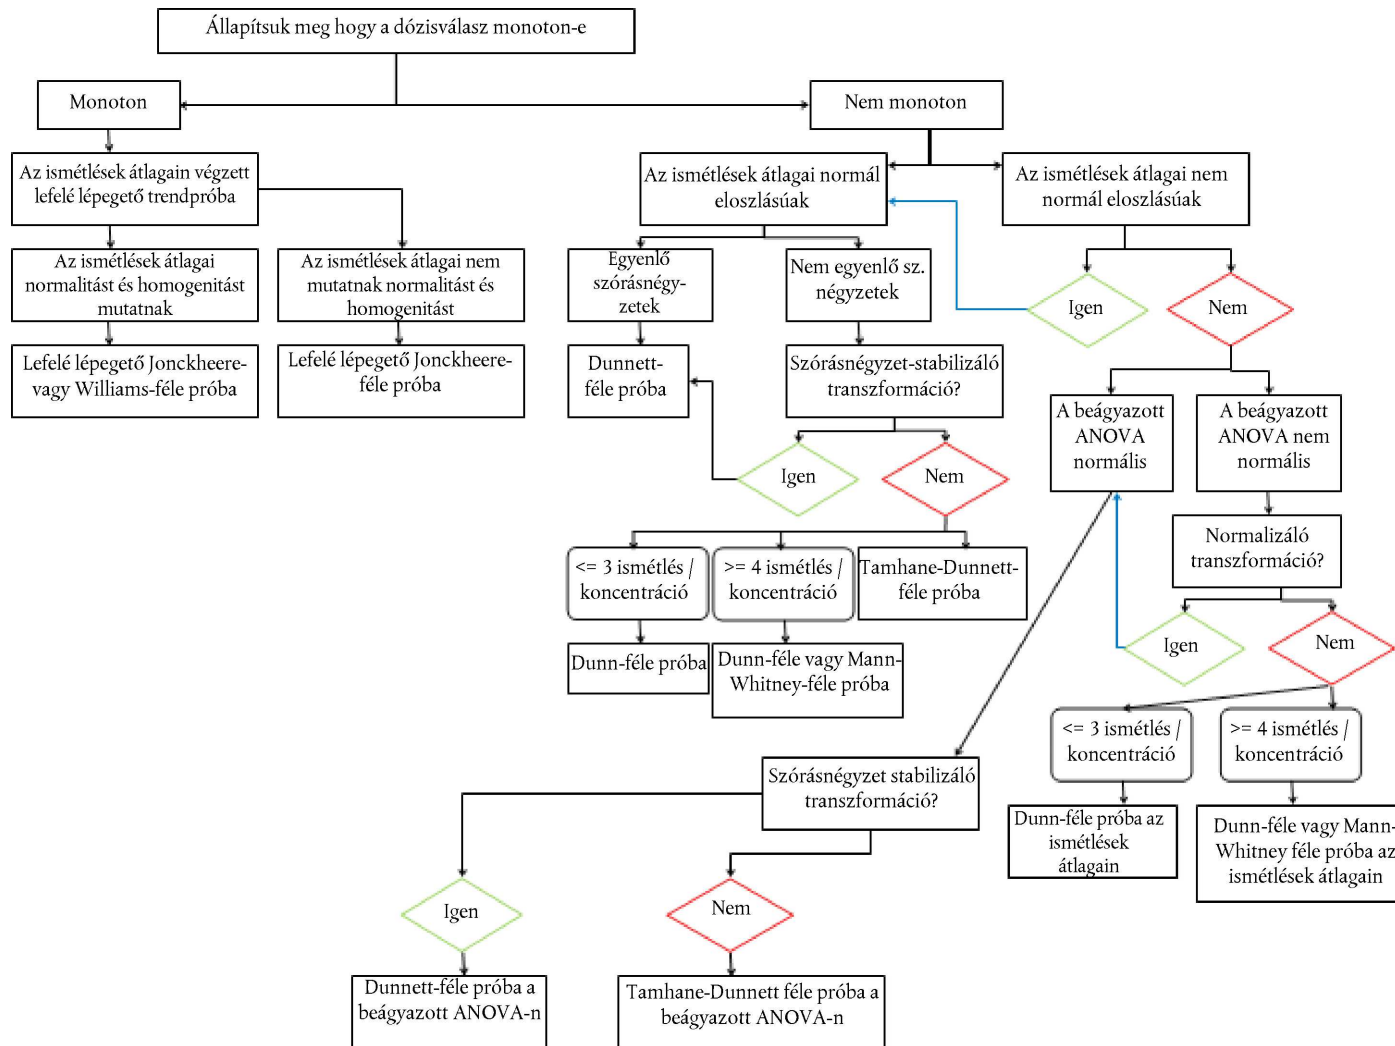 Állapítsuk meg hogy a dózisválasz monoton-e
Monoton
Nem monoton
Az ismétlések átlagain végzett
lefelé lépegető trendpróba
Az ismétlések átlagai normál
eloszlásúak
Az ismétlések átlagai nem
normál eloszlásúak
Az ismétlések átlagai
normalitást és homogenitást
mutatnak
Az ismétlések átlagai nem
mutatnak normalitást és
homogenitást
Egyenlő
szórásnégy-
zetek
Nem egyenlő sz.
négyzetek
Igen
Nem
Lefelé lépegető Jonckheere-
vagy Williams-féle próba
Lefelé lépegető Jonckheere-
féle próba
Dunnett-
féle próba
Szórásnégyzet-stabilizáló
transzformáció?
A beágyazott
ANOVA
normális
A beágyazott
ANOVA nem
normális
Igen
Nem
Normalizáló
transzformáció?
<= 3 ismétlés /
koncentráció
>= 4 ismétlés /
koncentráció
Tamhane-Dunnett-
féle próba
Igen
Nem
Dunn-féle próba
Dunn-féle vagy Mann-
Whitney-féle próba
<= 3 ismétlés /
koncentráció
>= 4 ismétlés /
koncentráció
Szórásnégyzet stabilizáló
transzformáció?
Dunn-féle próba az
ismétlések
átlagain
Dunn-féle vagy Mann-
Whitney féle próba az
ismétlések átlagain
Igen
Nem
Dunnett-féle próba a
beágyazott ANOVA-n
Tamhane-Dunnett féle próba a
beágyazott ANOVA-n